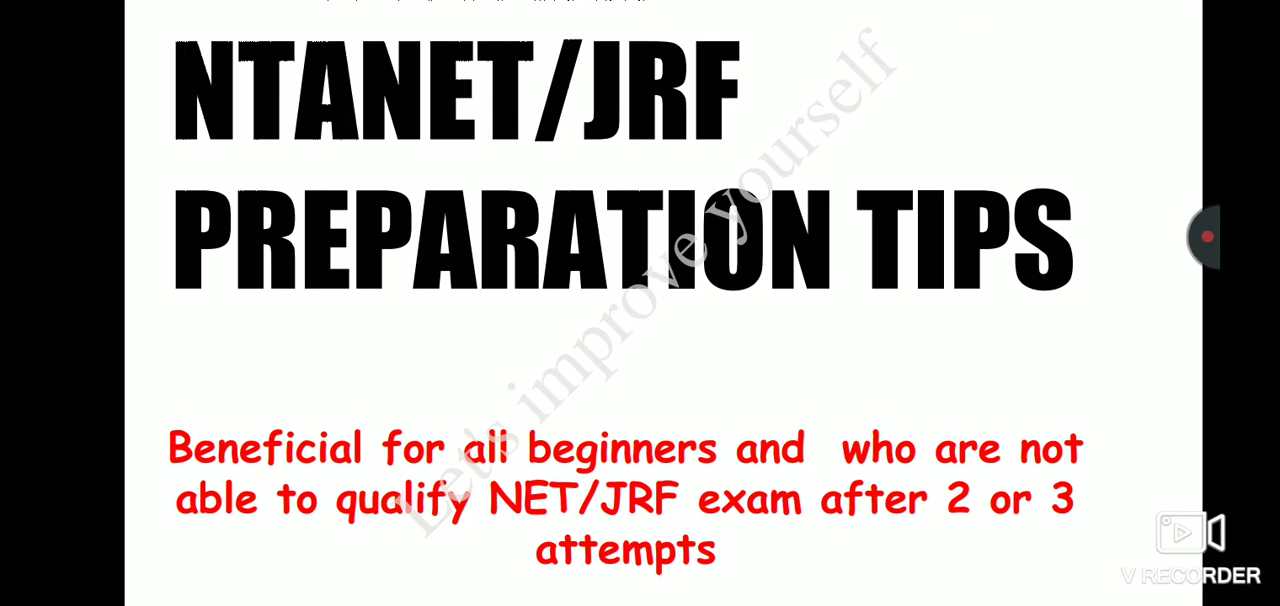 NTANET/JRF
PREPARATION TIPS
Let's improve yourself
Beneficial for all beginners and who are not
able to qualify NET/JRF exam after 2 or 3
attempts
V RECORDER